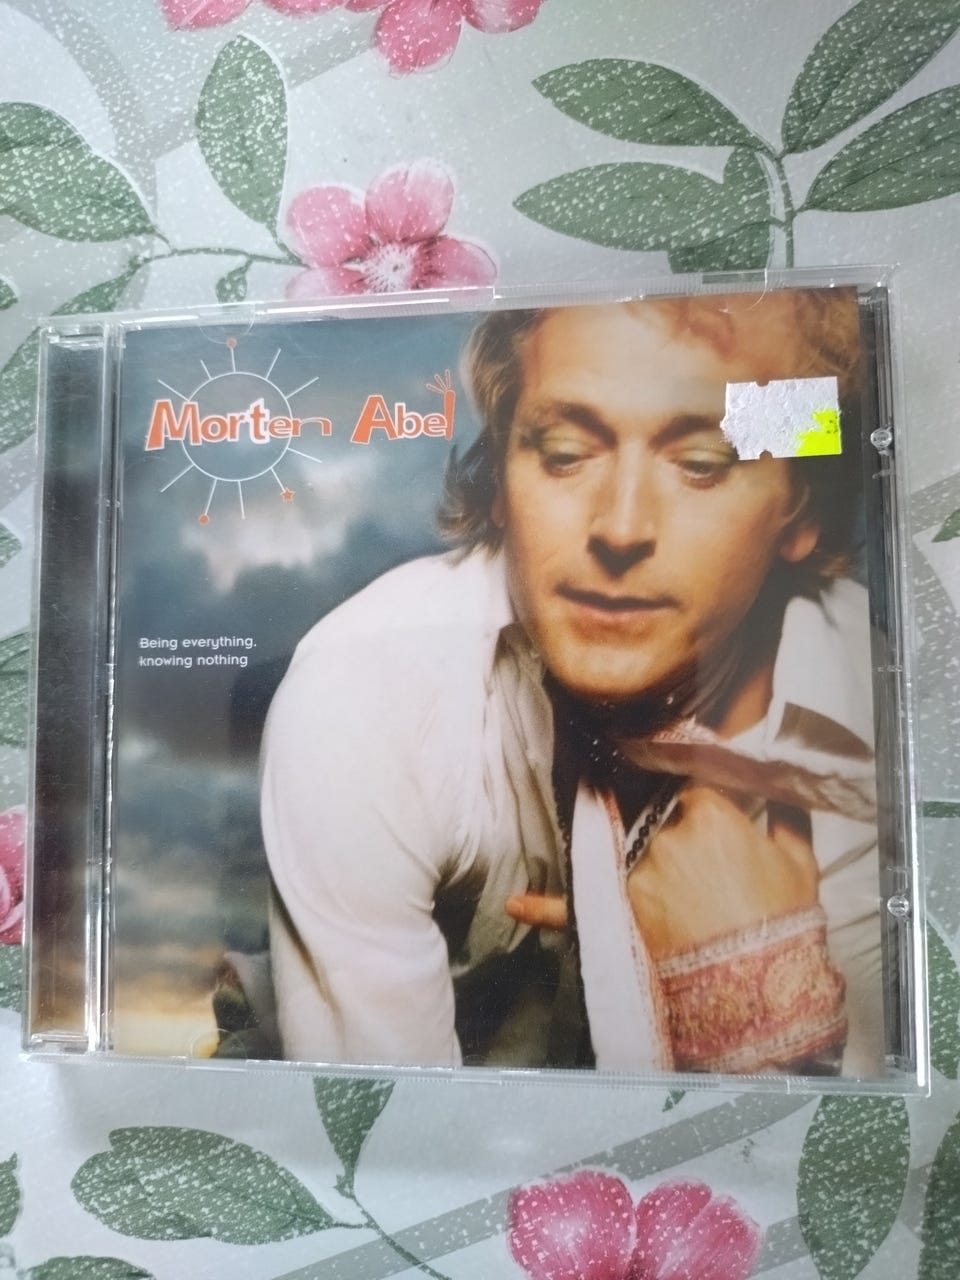 Morten Abel
Being everything,
knowing nothing